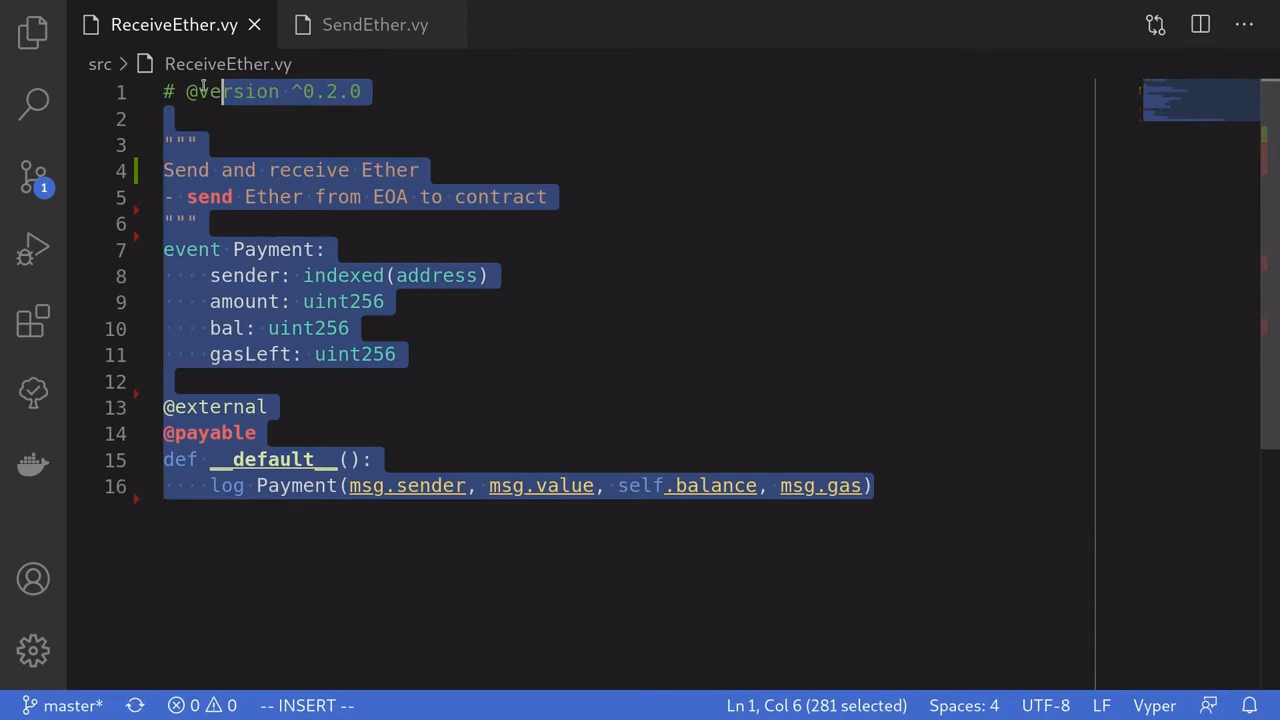 ReceiveEther.vy
SendEther.vy
src
ReceiveEther.vy
1 # @version ^0.2.0
2
3 """
4 Send and receive Ether
5 - send Ether from EOA to contract
6 """
7 event Payment:
8     sender: indexed(address)
9     amount: uint256
10     bal: uint256
11     gasLeft: uint256
12
13 @external
14 @payable
15 def __default__():
16     log Payment(msg.sender, msg.value, self.balance, msg.gas)
1
master*
0
0
-- INSERT --
Ln 1, Col 6 (281 selected)
Spaces: 4
UTF-8
LF
Vyper